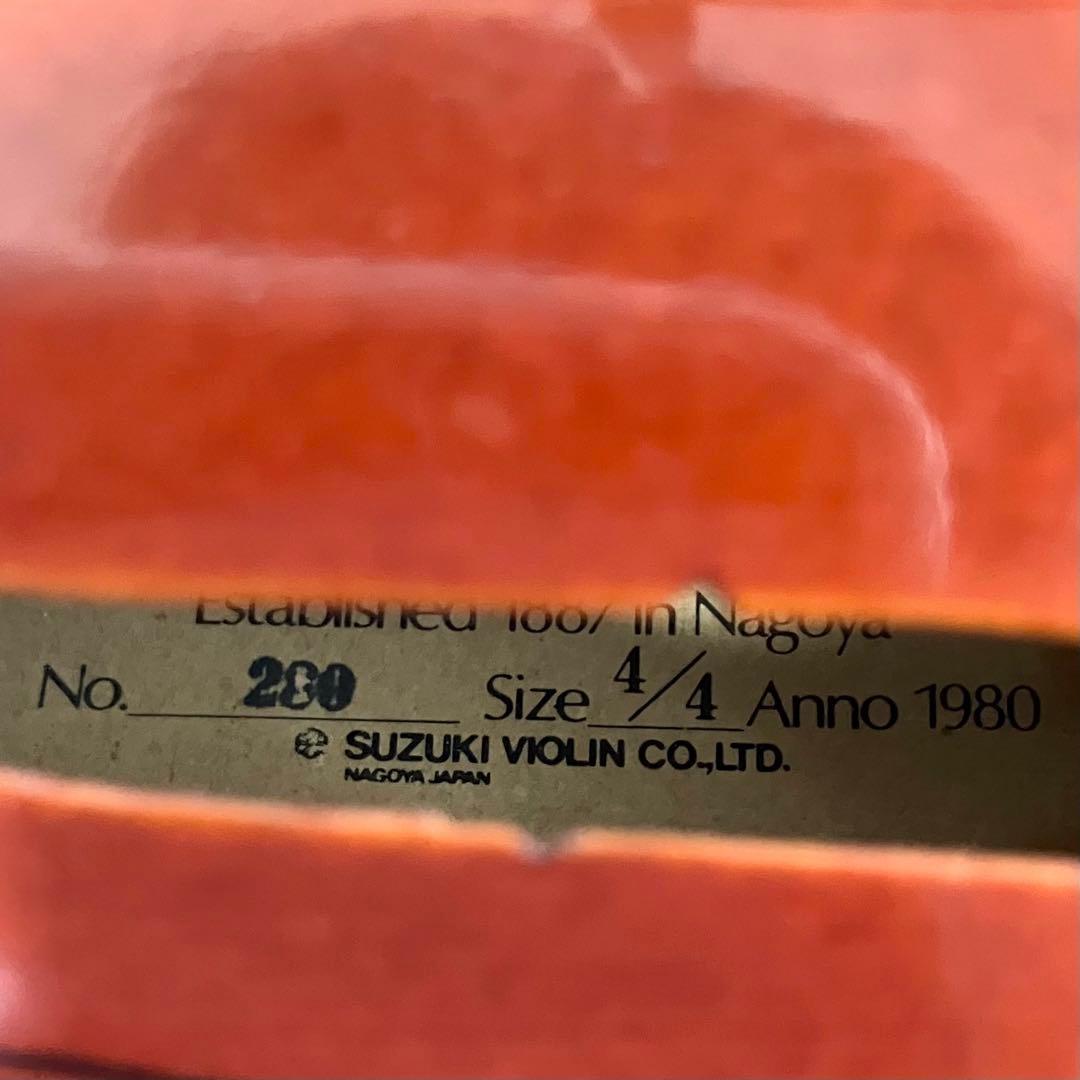 Established 1887 in Nagoya
No. 280 Size 4/4 Anno 1980
SUZUKI VIOLIN CO.,LTD.
NAGOYA JAPAN